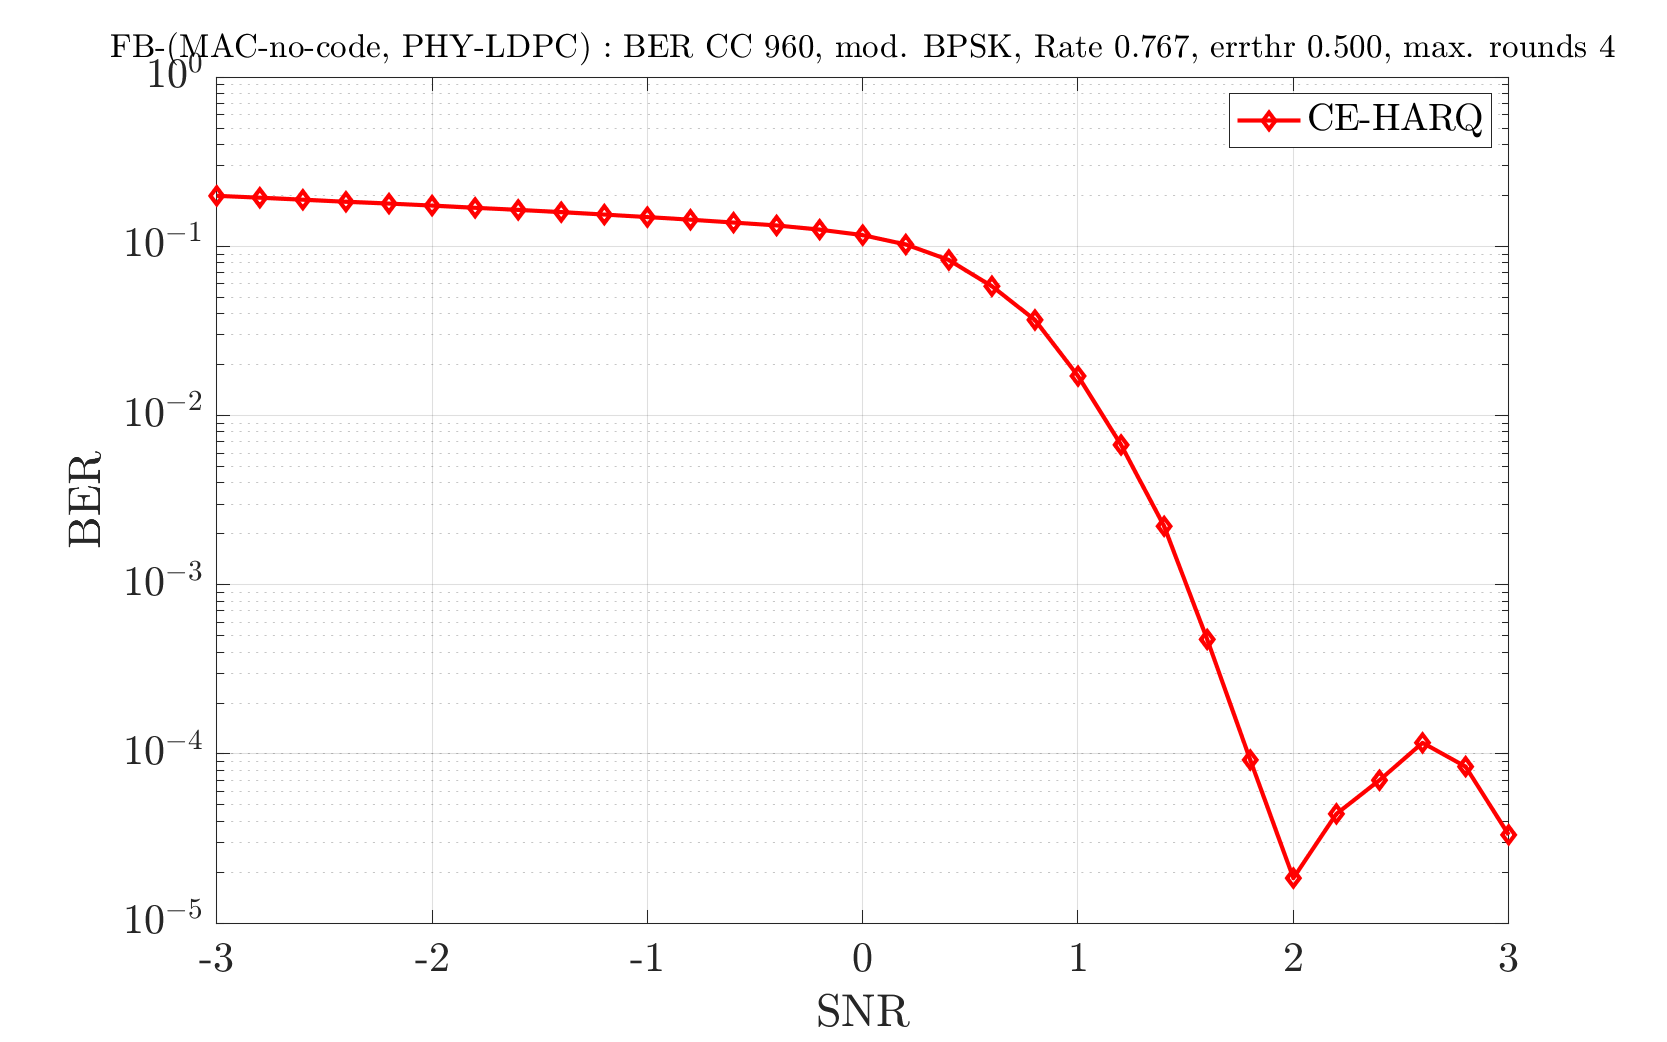 FB-(MAC-no-code, PHY-LDPC) : BER CC 960, mod. BPSK, Rate 0.767, errthr 0.500, max. rounds 4
CE-HARQ
10^0
10^{-1}
10^{-2}
10^{-3}
10^{-4}
10^{-5}
BER
-3 -2 -1 0 1 2 3
SNR